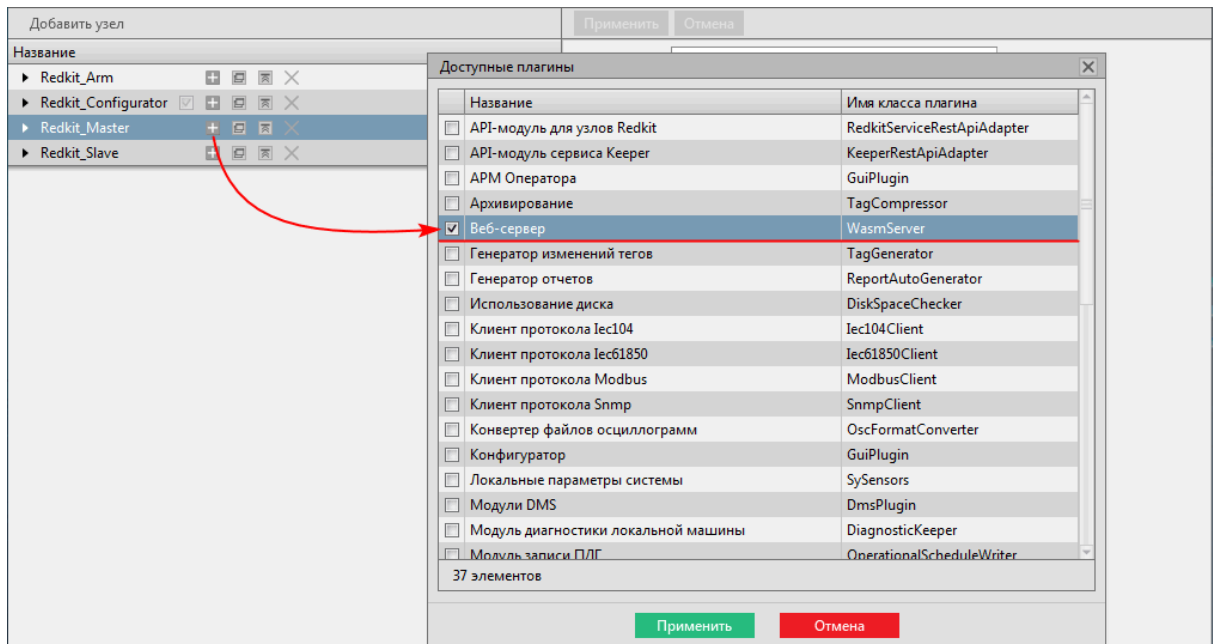 Добавить узел
Применить Отмена
Название
Redkit_Arm
Redkit_Configurator
Redkit_Master
Redkit_Slave
Доступные плагины
Название Имя класса плагина
API-модуль для узлов Redkit RedkitServiceRestApiAdapter
API-модуль сервиса Keeper KeeperRestApiAdapter
АРМ Оператора GuiPlugin
Архивирование TagCompressor
Веб-сервер WasmServer
Генератор изменений тегов TagGenerator
Генератор отчетов ReportAutoGenerator
Использование диска DiskSpaceChecker
Клиент протокола Iec104 Iec104Client
Клиент протокола Iec61850 Iec61850Client
Клиент протокола Modbus ModbusClient
Клиент протокола Snmp SnmpClient
Конвертер файлов осциллограмм OscFormatConverter
Конфигуратор GuiPlugin
Локальные параметры системы SySensors
Модули DMS DmsPlugin
Модуль диагностики локальной машины DiagnosticKeeper
Модуль записи ПДГ OperationalScheduleWriter
37 элементов
Применить Отмена